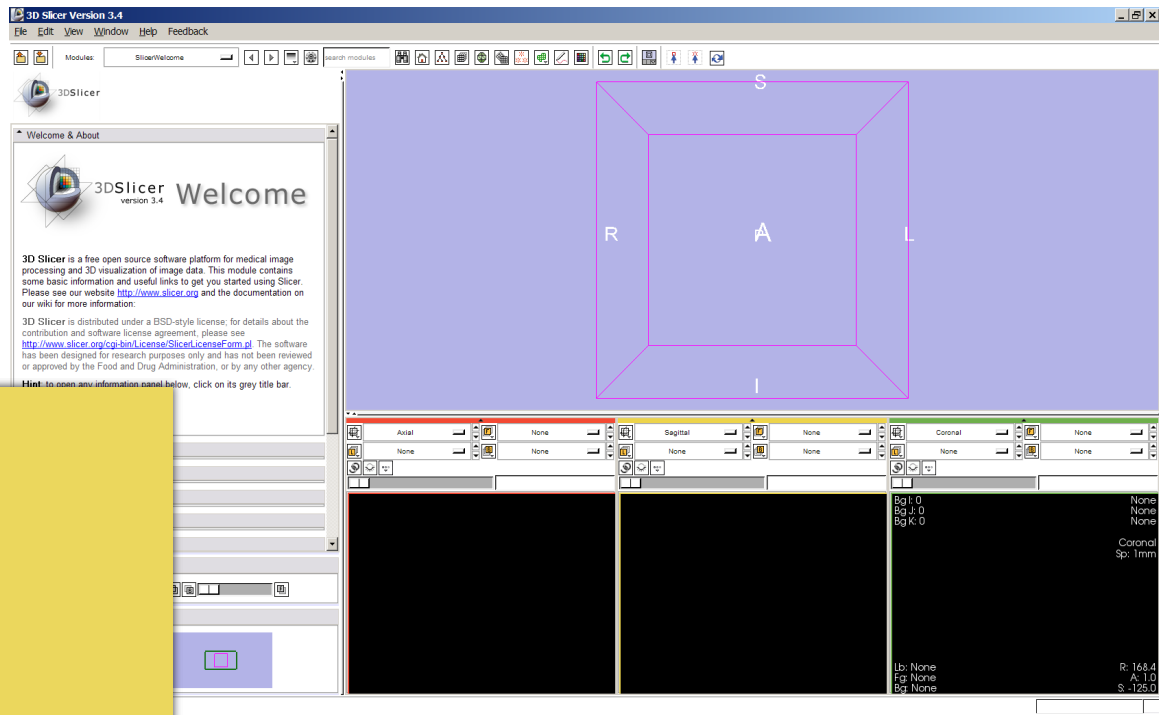 3D Slicer Version 3.4
File Edit View Window Help Feedback
Modules: SlicerWelcome search modules
3DSlicer
Welcome & About
3DSlicer Welcome
version 3.4
3D Slicer is a free open source software platform for medical image
processing and 3D visualization of image data. This module contains
some basic information and useful links to get you started using Slicer.
Please see our website http://www.slicer.org and the documentation on
our wiki for more information:
3D Slicer is distributed under a BSD-style license; for details about the
contribution and software license agreement, please see
http://www.slicer.org/cgi-bin/License/SlicerLicenseForm.pl. The software
has been designed for research purposes only and has not been reviewed
or approved by the Food and Drug Administration, or by any other agency.
Hint: to open any information panel below, click on its grey title bar.
S
R A L
I
Axial None Sagittal None Coronal None
None None None None None None
Bg I: 0 None
Bg J: 0 None
Bg K: 0 None
Coronal
Sp: 1mm
Lb: None R: 168.4
Fg: None A: 1.0
Bg: None S: -125.0